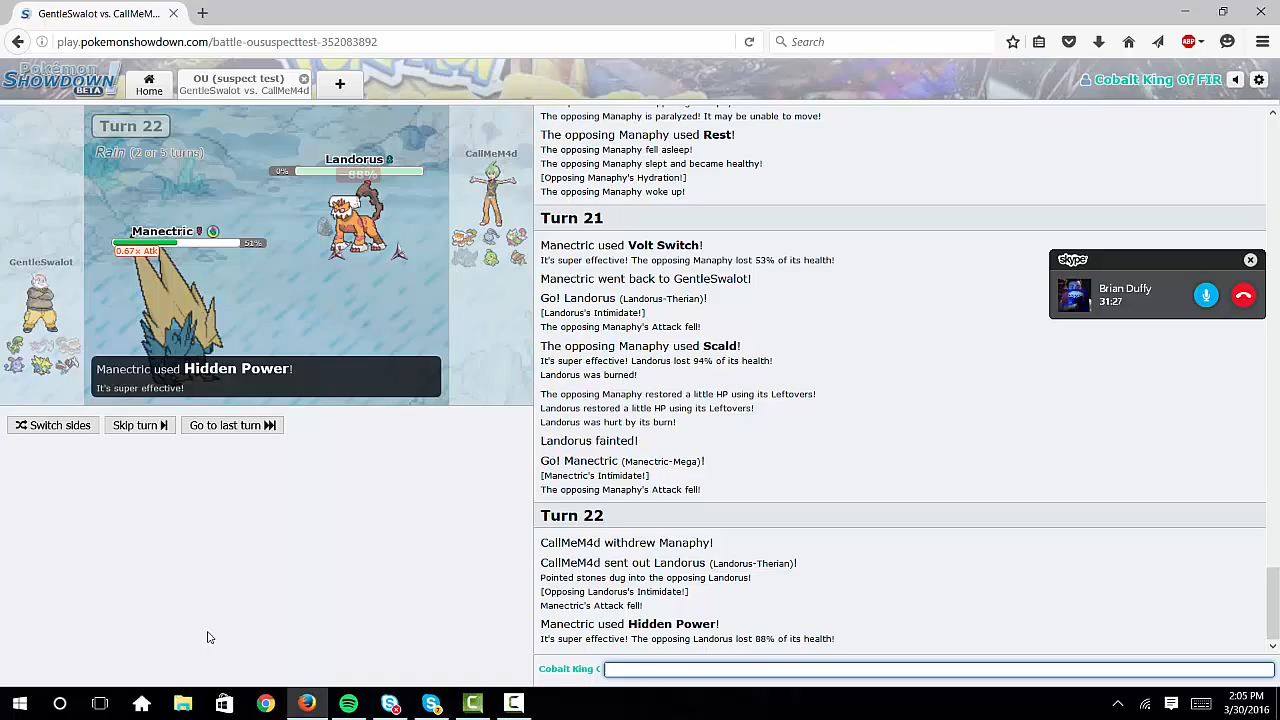 GentleSwalot vs. CallMeM...
play.pokemonshowdown.com/battle-oususpecttest-352083892
Search
ABP
Pokémon
SHOWDOWN!
BETA
Home
OU (suspect test)
GentleSwalot vs. CallMeM4d
Cobalt King Of FIR
Turn 22
Rain (2 or 5 turns)
Landorus
0%
-88%
CallMeM4d
Manectric
51%
0.67× Atk
GentleSwalot
Manectric used Hidden Power!
It's super effective!
Switch sides
Skip turn
Go to last turn
The opposing Manaphy is paralyzed! It may be unable to move!
The opposing Manaphy used Rest!
The opposing Manaphy fell asleep!
The opposing Manaphy slept and became healthy!
[Opposing Manaphy's Hydration!]
The opposing Manaphy woke up!
Turn 21
Manectric used Volt Switch!
It's super effective! The opposing Manaphy lost 53% of its health!
Manectric went back to GentleSwalot!
Go! Landorus (Landorus-Therian)!
[Landorus's Intimidate!]
The opposing Manaphy's Attack fell!
The opposing Manaphy used Scald!
It's super effective! Landorus lost 94% of its health!
Landorus was burned!
The opposing Manaphy restored a little HP using its Leftovers!
Landorus restored a little HP using its Leftovers!
Landorus was hurt by its burn!
Landorus fainted!
Go! Manectric (Manectric-Mega)!
[Manectric's Intimidate!]
The opposing Manaphy's Attack fell!
Turn 22
CallMeM4d withdrew Manaphy!
CallMeM4d sent out Landorus (Landorus-Therian)!
Pointed stones dug into the opposing Landorus!
[Opposing Landorus's Intimidate!]
Manectric's Attack fell!
Manectric used Hidden Power!
It's super effective! The opposing Landorus lost 88% of its health!
Cobalt King
skype
Brian Duffy
31:27
2:05 PM
3/30/2016